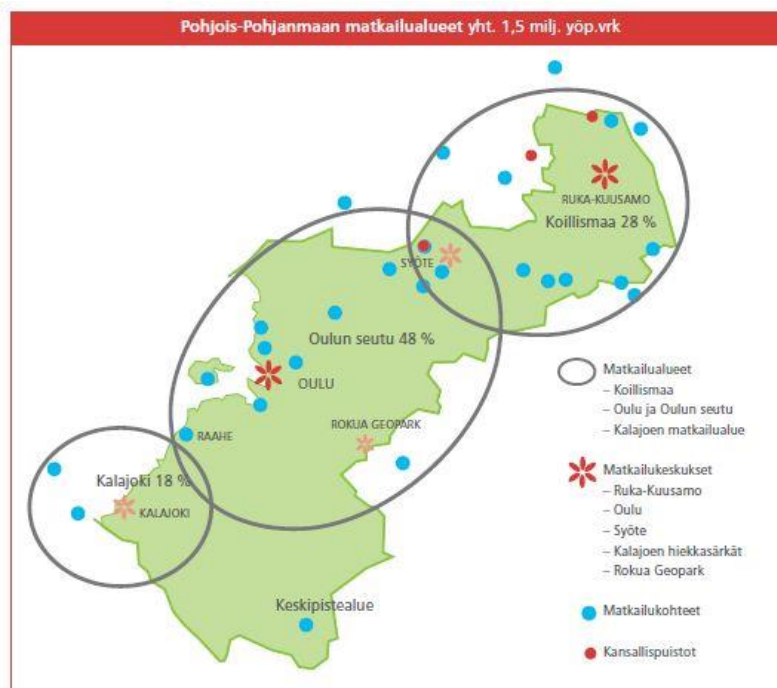 Pohjois-Pohjanmaan matkailualueet yht. 1,5 milj. yöp.vrk
RUKA-KUUSAMO
Koillismaa 28 %
SYÖTE
Oulun seutu 48 %
OULU
ROKUA GEOPARK
RAAHE
Kalajoki 18 %
KALAJOKI
Keskipistealue
Matkailualueet
– Koillismaa
– Oulu ja Oulun seutu
– Kalajoen matkailualue
Matkailukeskukset
– Ruka-Kuusamo
– Oulu
– Syöte
– Kalajoen hiekkasärkät
– Rokua Geopark
Matkailukohteet
Kansallispuistot